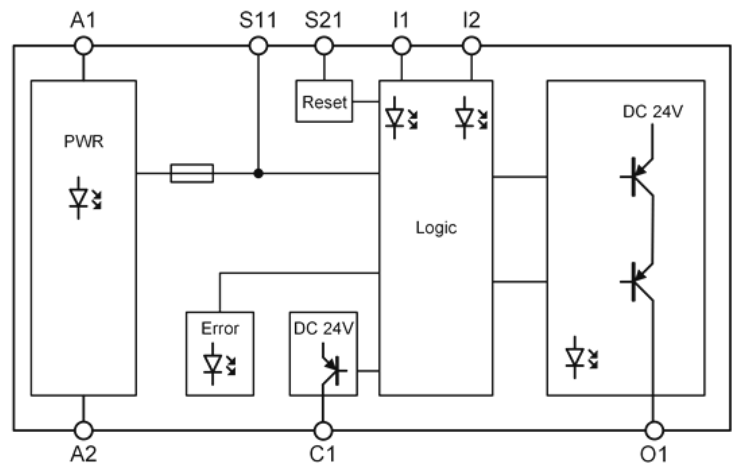 A1 S11 S21 I1 I2
Reset
DC 24V
PWR
Logic
Error
DC 24V
A2 C1 O1